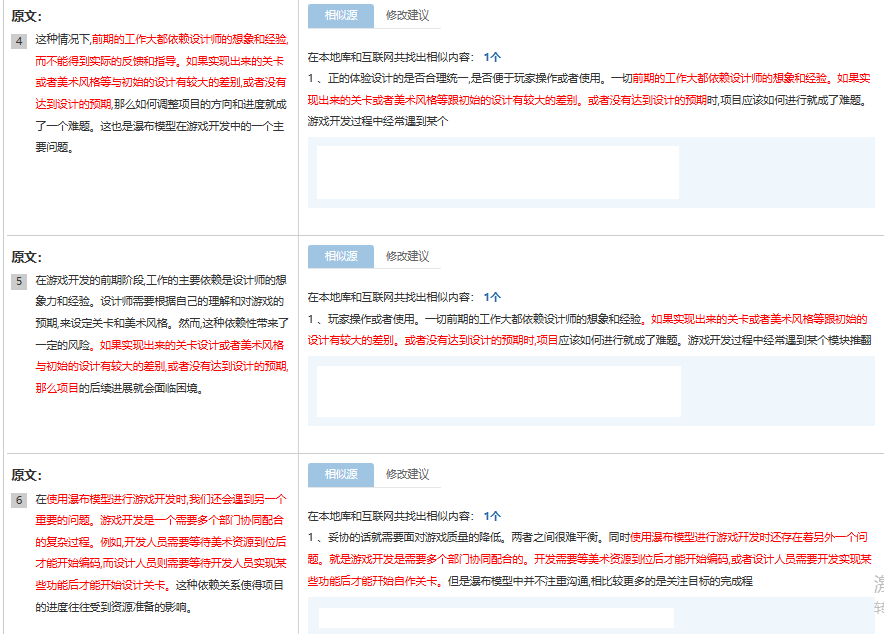 原文：
4
这种情况下,前期的工作大都依赖设计师的想象和经验,
而不能得到实际的反馈和指导。如果实现出来的关卡
或者美术风格等与初始的设计有较大的差别,或者没有
达到设计的预期,那么如何调整项目的方向和进度就成
了一个难题。这也是瀑布模型在游戏开发中的一个主
要问题。
相似源 修改建议
在本地库和互联网共找出相似内容： 1个
1 、正的体验设计的是否合理统一,是否便于玩家操作或者使用。一切前期的工作大都依赖设计师的想象和经验。如果实
现出来的关卡或者美术风格等跟初始的设计有较大的差别。或者没有达到设计的预期时,项目应该如何进行就成了难题。
游戏开发过程中经常遇到某个
原文：
5
在游戏开发的前期阶段,工作的主要依赖是设计师的想
象力和经验。设计师需要根据自己的理解和对游戏的
预期,来设定关卡和美术风格。然而,这种依赖性带来了
一定的风险。如果实现出来的关卡设计或者美术风格
与初始的设计有较大的差别,或者没有达到设计的预期,
那么项目的后续进展就会面临困境。
相似源 修改建议
在本地库和互联网共找出相似内容： 1个
1 、玩家操作或者使用。一切前期的工作大都依赖设计师的想象和经验。如果实现出来的关卡或者美术风格等跟初始的
设计有较大的差别。或者没有达到设计的预期时,项目应该如何进行就成了难题。游戏开发过程中经常遇到某个模块推翻
原文：
6
在使用瀑布模型进行游戏开发时,我们还会遇到另一个
重要的问题。游戏开发是一个需要多个部门协同配合
的复杂过程。例如,开发人员需要等待美术资源到位后
才能开始编码,而设计人员则需要等待开发人员实现某
些功能后才能开始设计关卡。这种依赖关系使得项目
的进度往往受到资源准备的影响。
相似源 修改建议
在本地库和互联网共找出相似内容： 1个
1 、妥协的话就需要面对游戏质量的降低。两者之间很难平衡。同时使用瀑布模型进行游戏开发时还存在着另外一个问
题。就是游戏开发是需要多个部门协同配合的。开发需要等美术资源到位后才能开始编码,或者设计人员需要开发实现某
些功能后才能开始自作关卡。但是瀑布模型中并不注重沟通,相比较更多的是关注目标的完成程